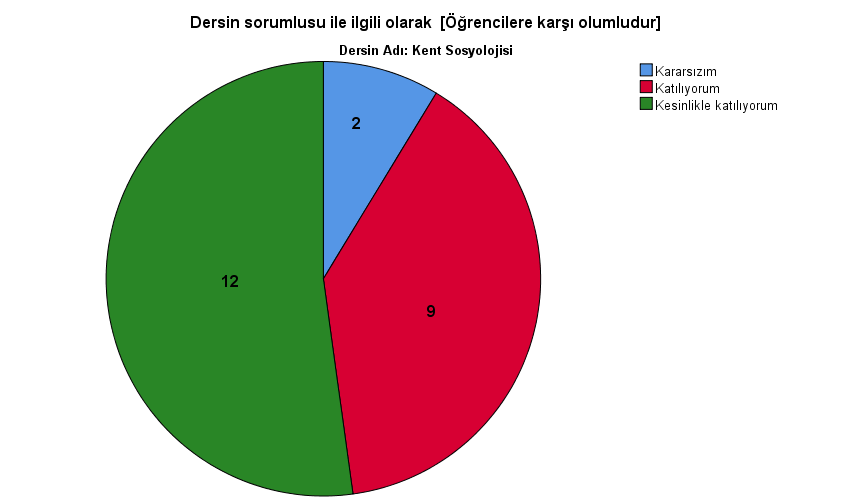 Dersin sorumlusu ile ilgili olarak  [Öğrencilere karşı olumludur]
Dersin Adı: Kent Sosyolojisi
Kararsızım
Katılıyorum
Kesinlikle katılıyorum
2
12
9